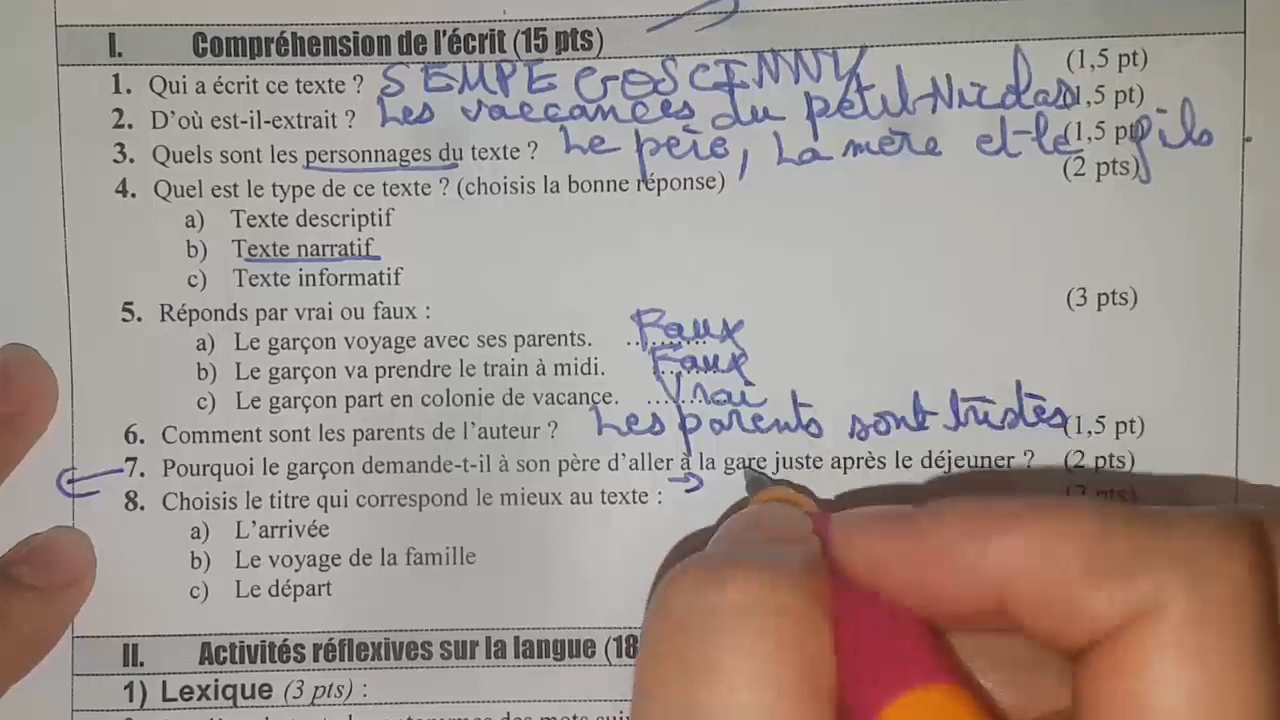 I. Compréhension de l'écrit (15 pts)
1. Qui a écrit ce texte ? SEMPE GOSCINNY (1,5 pt)
2. D'où est-il-extrait ? Les vaccances du petit Nicolas 1,5 pt)
3. Quels sont les personnages du texte ? Le père, La mère et le fils (1,5 pt)
4. Quel est le type de ce texte ? (choisis la bonne réponse) (2 pts)
a) Texte descriptif
b) Texte narratif
c) Texte informatif
5. Réponds par vrai ou faux : (3 pts)
a) Le garçon voyage avec ses parents. Faux
b) Le garçon va prendre le train à midi. Faux
c) Le garçon part en colonie de vacance. Vrai
6. Comment sont les parents de l'auteur ? Les parents sont tristes (1,5 pt)
7. Pourquoi le garçon demande-t-il à son père d'aller à la gare juste après le déjeuner ? (2 pts)
8. Choisis le titre qui correspond le mieux au texte :
a) L'arrivée
b) Le voyage de la famille
c) Le départ
II. Activités réflexives sur la langue (18
1) Lexique (3 pts) :